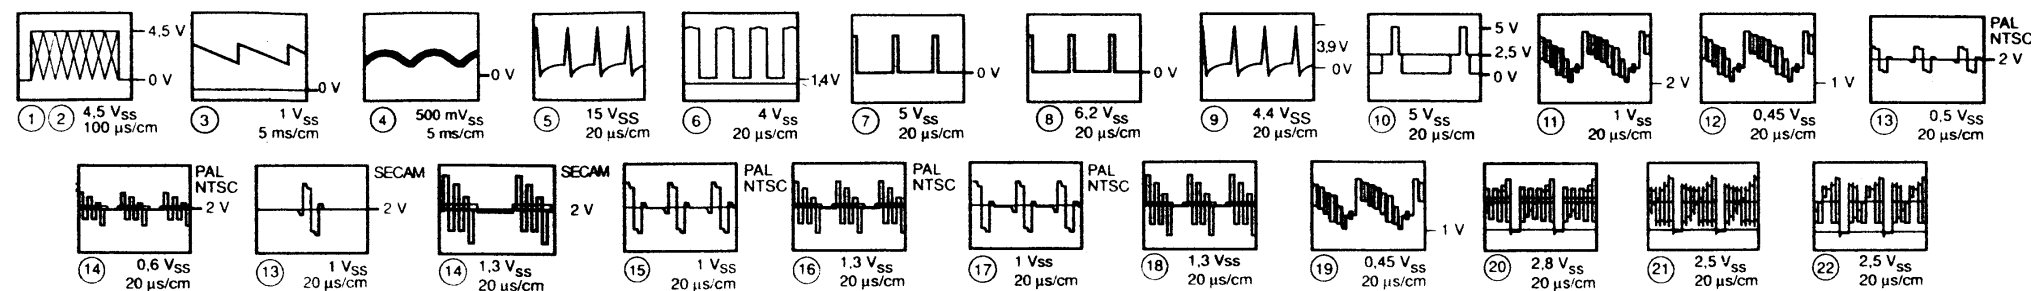 4,5 V
0 V
1 2 4,5 VSS
100 µs/cm
0 V
3 1 VSS
5 ms/cm
0 V
4 500 mVSS
5 ms/cm
5 15 VSS
20 µs/cm
1,4 V
6 4 VSS
20 µs/cm
0 V
7 5 VSS
20 µs/cm
0 V
8 6,2 VSS
20 µs/cm
3,9 V
0 V
9 4,4 VSS
20 µs/cm
5 V
2,5 V
0 V
10 5 VSS
20 µs/cm
2 V
11 1 VSS
20 µs/cm
1 V
12 0,45 VSS
20 µs/cm
PAL
NTSC
2 V
13 0,5 VSS
20 µs/cm
PAL
NTSC
2 V
14 0,6 VSS
20 µs/cm
SECAM
2 V
13 1 VSS
20 µs/cm
SECAM
2 V
14 1,3 VSS
20 µs/cm
PAL
NTSC
15 1 VSS
20 µs/cm
PAL
NTSC
16 1,3 VSS
20 µs/cm
PAL
NTSC
17 1 VSS
20 µs/cm
18 1,3 VSS
20 µs/cm
1 V
19 0,45 VSS
20 µs/cm
20 2,8 VSS
20 µs/cm
21 2,5 VSS
20 µs/cm
22 2,5 VSS
20 µs/cm